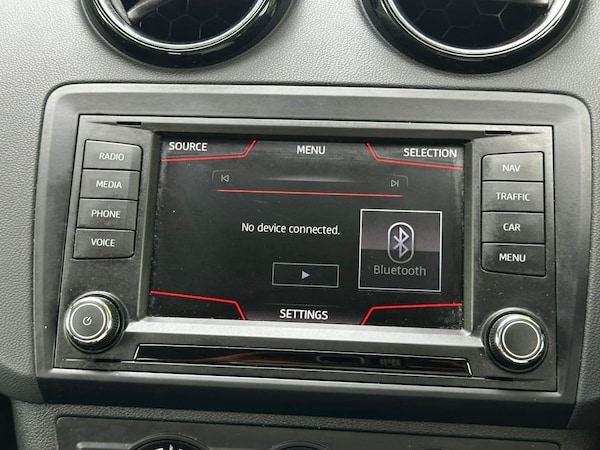 SOURCE MENU SELECTION
RADIO
MEDIA
PHONE
VOICE
No device connected.
Bluetooth
SETTINGS
NAV
TRAFFIC
CAR
MENU